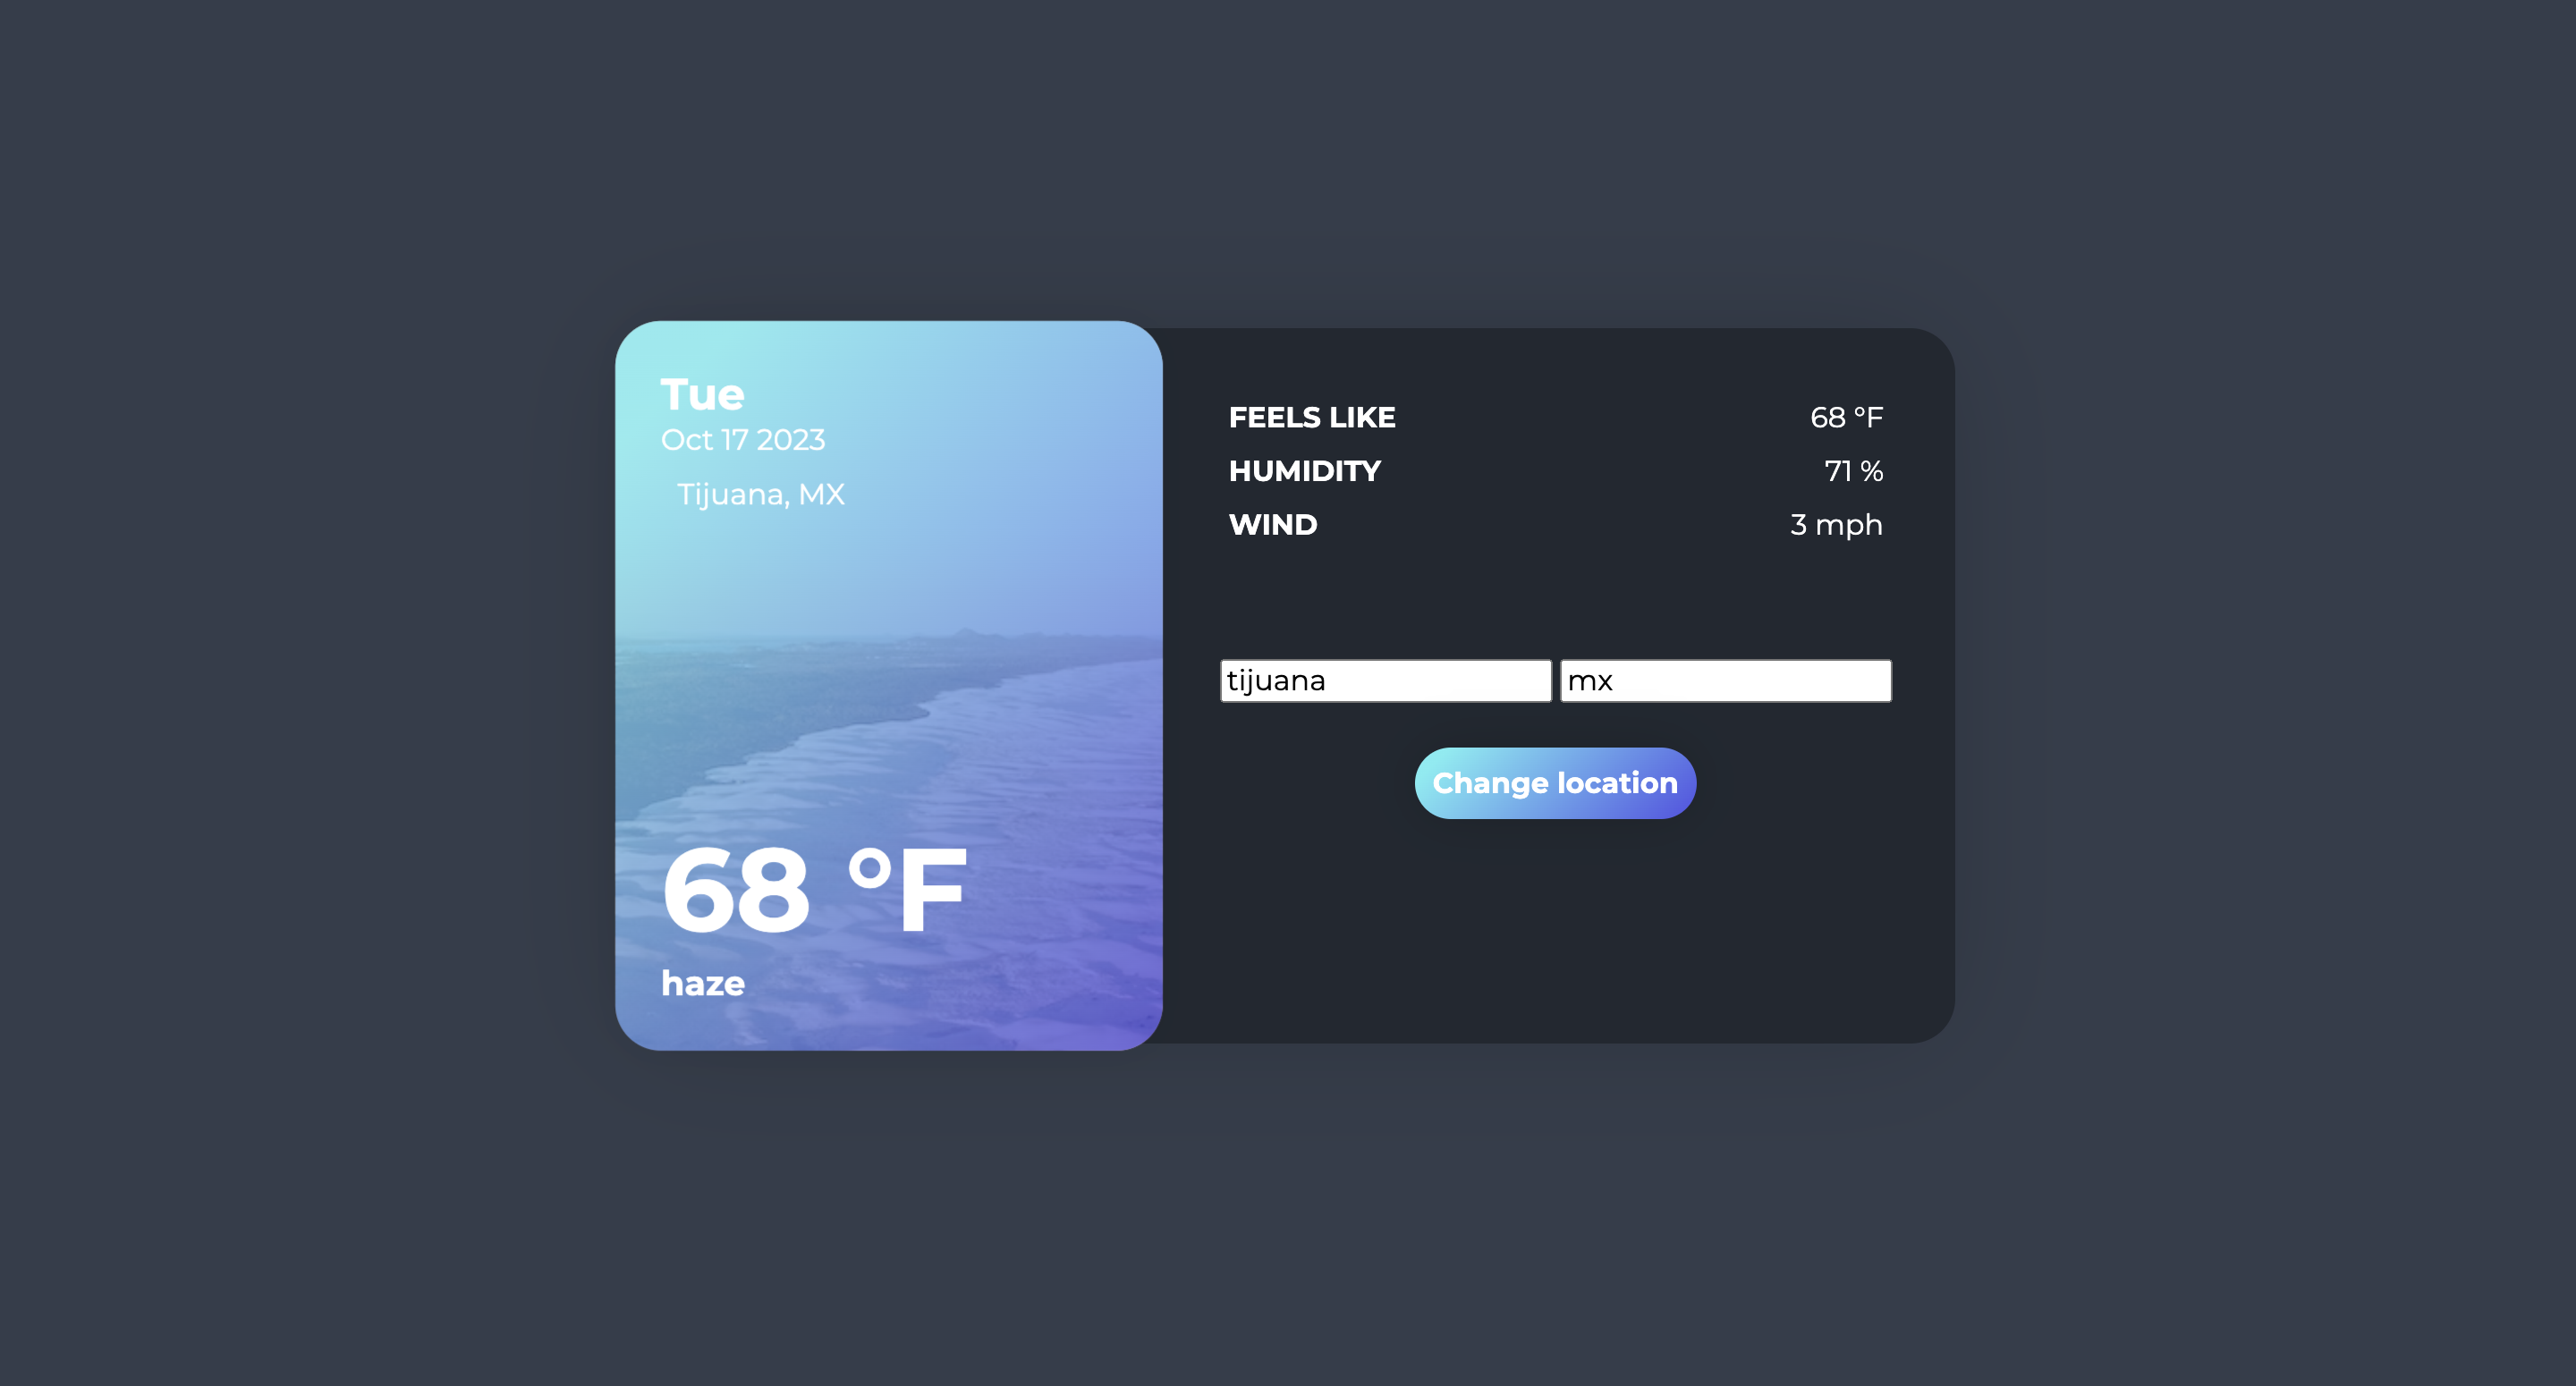 Tue
Oct 17 2023
Tijuana, MX
68 °F
haze
FEELS LIKE 68 °F
HUMIDITY 71 %
WIND 3 mph
tijuana mx
Change location